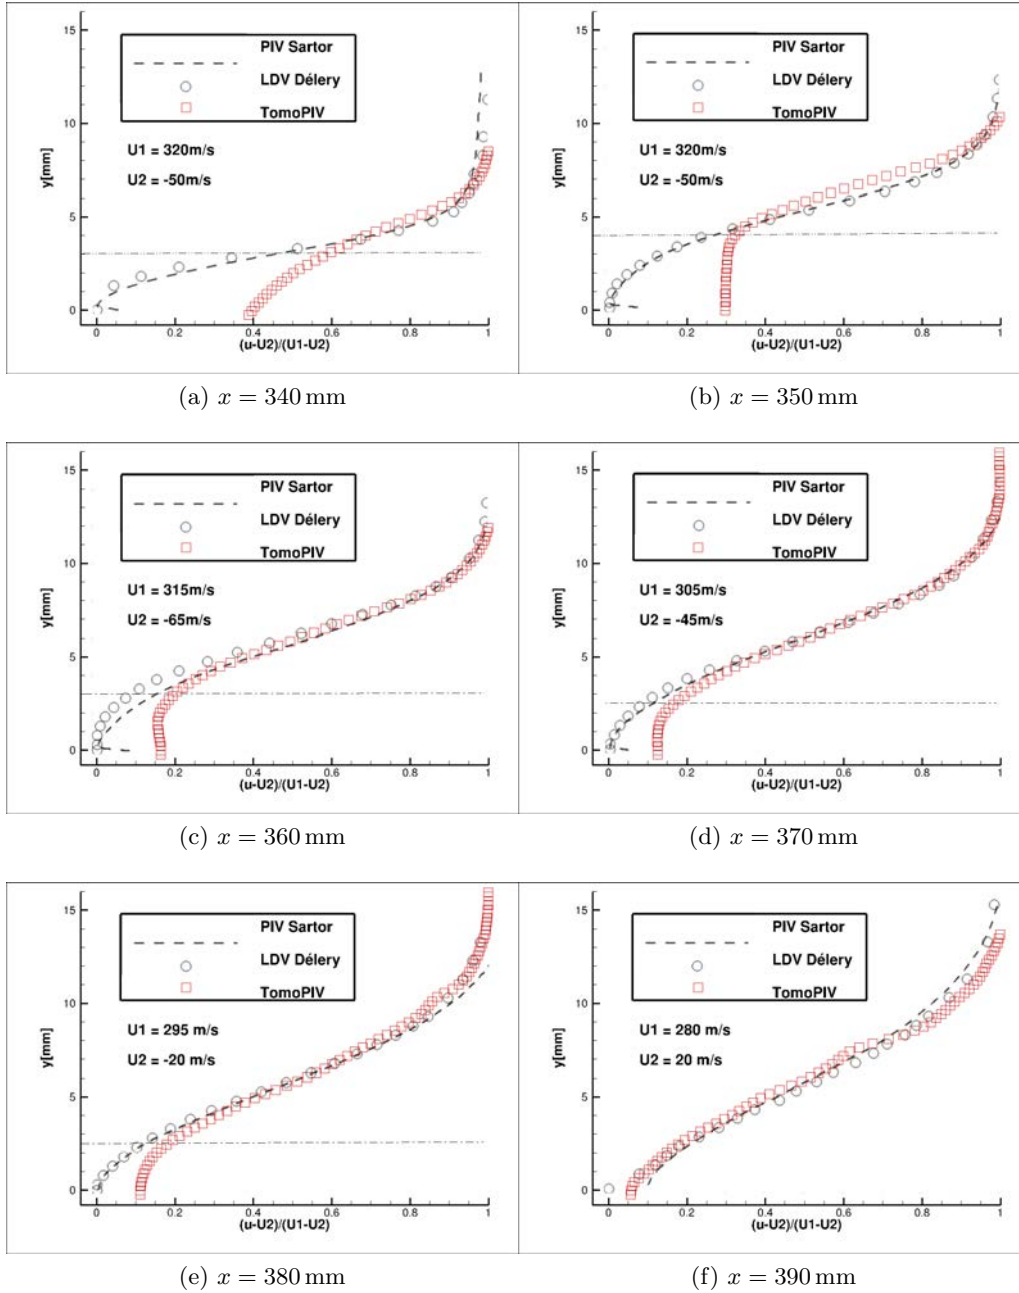 PIV Sartor
LDV Délery
TomoPIV
U1 = 320m/s
U2 = -50m/s
y[mm]
15
10
5
0
0 0.2 0.4 0.6 0.8 1
(u-U2)/(U1-U2)
(a) x = 340 mm
PIV Sartor
LDV Délery
TomoPIV
U1 = 320m/s
U2 = -50m/s
y[mm]
15
10
5
0
0 0.2 0.4 0.6 0.8 1
(u-U2)/(U1-U2)
(b) x = 350 mm
PIV Sartor
LDV Délery
TomoPIV
U1 = 315m/s
U2 = -65m/s
y[mm]
15
10
5
0
0 0.2 0.4 0.6 0.8 1
(u-U2)/(U1-U2)
(c) x = 360 mm
PIV Sartor
LDV Délery
TomoPIV
U1 = 305m/s
U2 = -45m/s
y[mm]
15
10
5
0
0 0.2 0.4 0.6 0.8 1
(u-U2)/(U1-U2)
(d) x = 370 mm
PIV Sartor
LDV Délery
TomoPIV
U1 = 295 m/s
U2 = -20 m/s
y[mm]
15
10
5
0
0 0.2 0.4 0.6 0.8 1
(u-U2)/(U1-U2)
(e) x = 380 mm
PIV Sartor
LDV Délery
TomoPIV
U1 = 280 m/s
U2 = 20 m/s
y[mm]
15
10
5
0
0 0.2 0.4 0.6 0.8 1
(u-U2)/(U1-U2)
(f) x = 390 mm